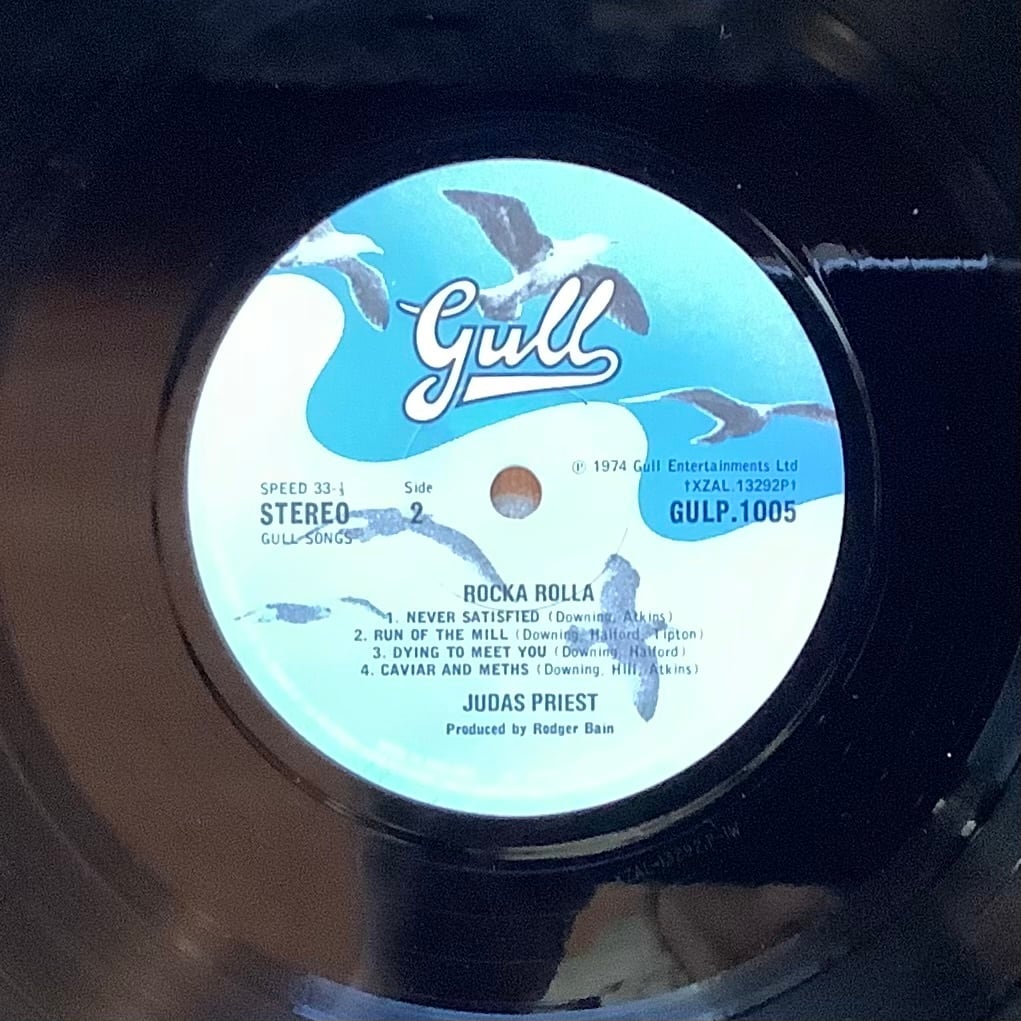 Gull
℗ 1974 Gull Entertainments Ltd
†XZAL.13292P†
GULP.1005
SPEED 33⅓
STEREO
GULL SONGS
Side
2
ROCKA ROLLA
1. NEVER SATISFIED (Downing, Atkins)
2. RUN OF THE MILL (Downing, Halford, Tipton)
3. DYING TO MEET YOU (Downing, Halford)
4. CAVIAR AND METHS (Downing, Hill, Atkins)
JUDAS PRIEST
Produced by Rodger Bain